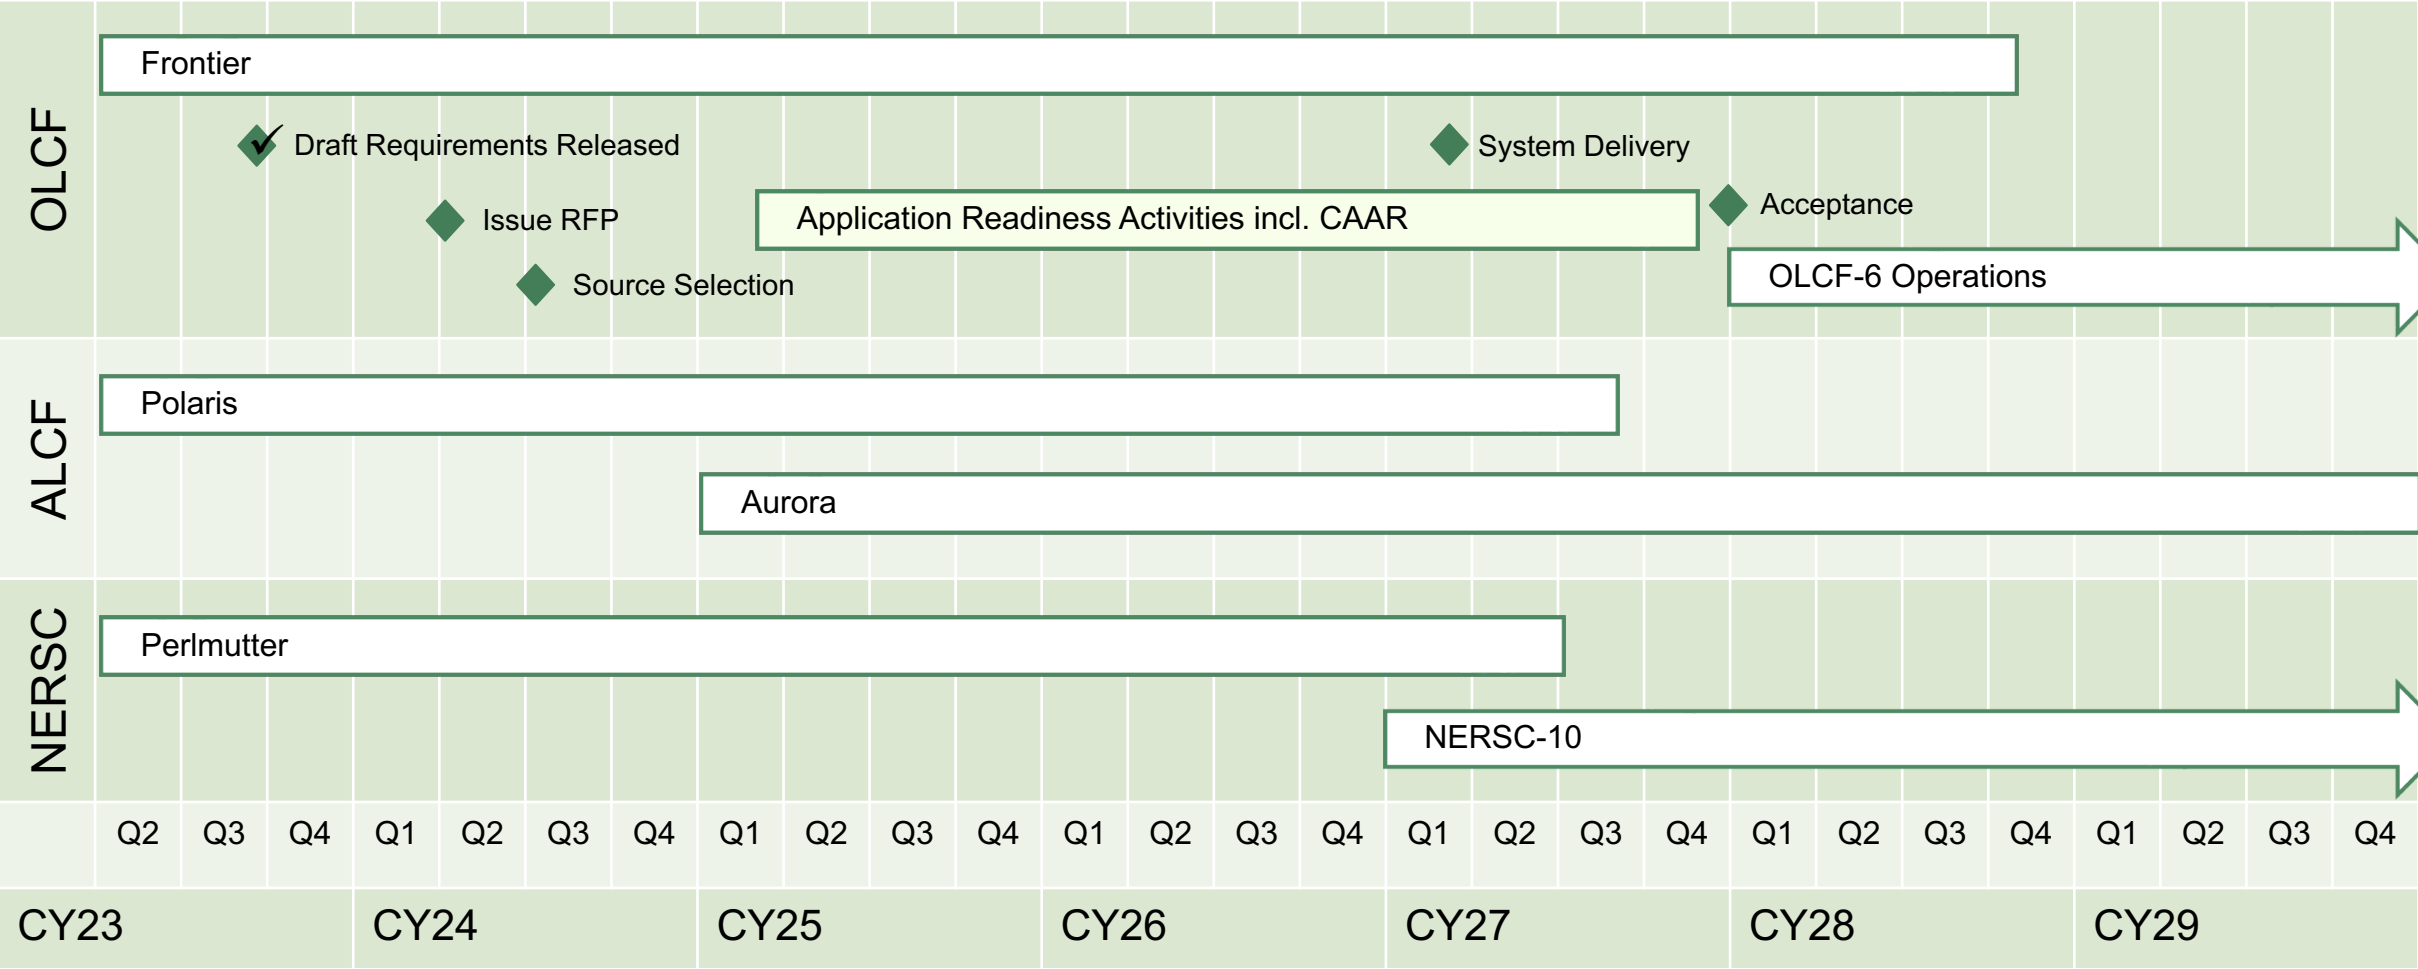 OLCF
Frontier
Draft Requirements Released
System Delivery
Issue RFP
Application Readiness Activities incl. CAAR
Acceptance
Source Selection
OLCF-6 Operations
ALCF
Polaris
Aurora
NERSC
Perlmutter
NERSC-10
Q2 Q3 Q4 Q1 Q2 Q3 Q4 Q1 Q2 Q3 Q4 Q1 Q2 Q3 Q4 Q1 Q2 Q3 Q4 Q1 Q2 Q3 Q4 Q1 Q2 Q3 Q4
CY23 CY24 CY25 CY26 CY27 CY28 CY29